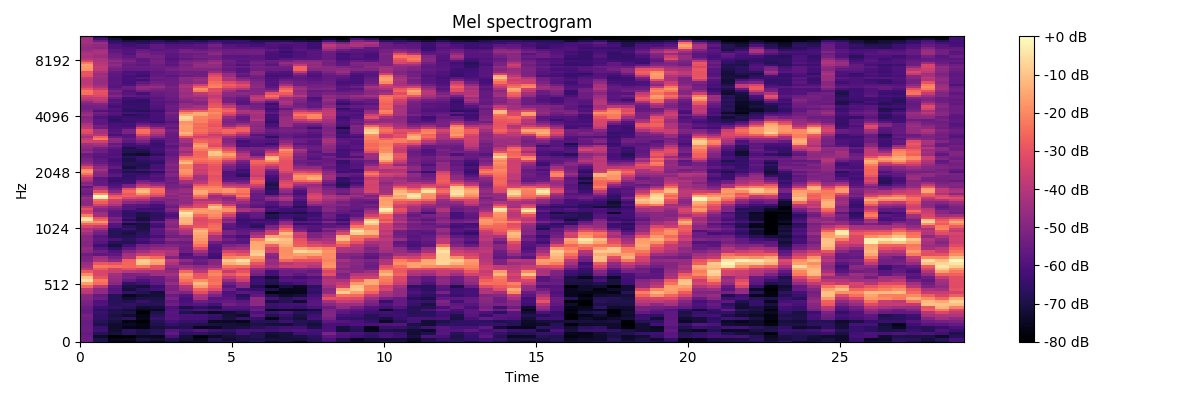 Mel spectrogram
Hz
8192
4096
2048
1024
512
0
0 5 10 15 20 25
Time
+0 dB
-10 dB
-20 dB
-30 dB
-40 dB
-50 dB
-60 dB
-70 dB
-80 dB